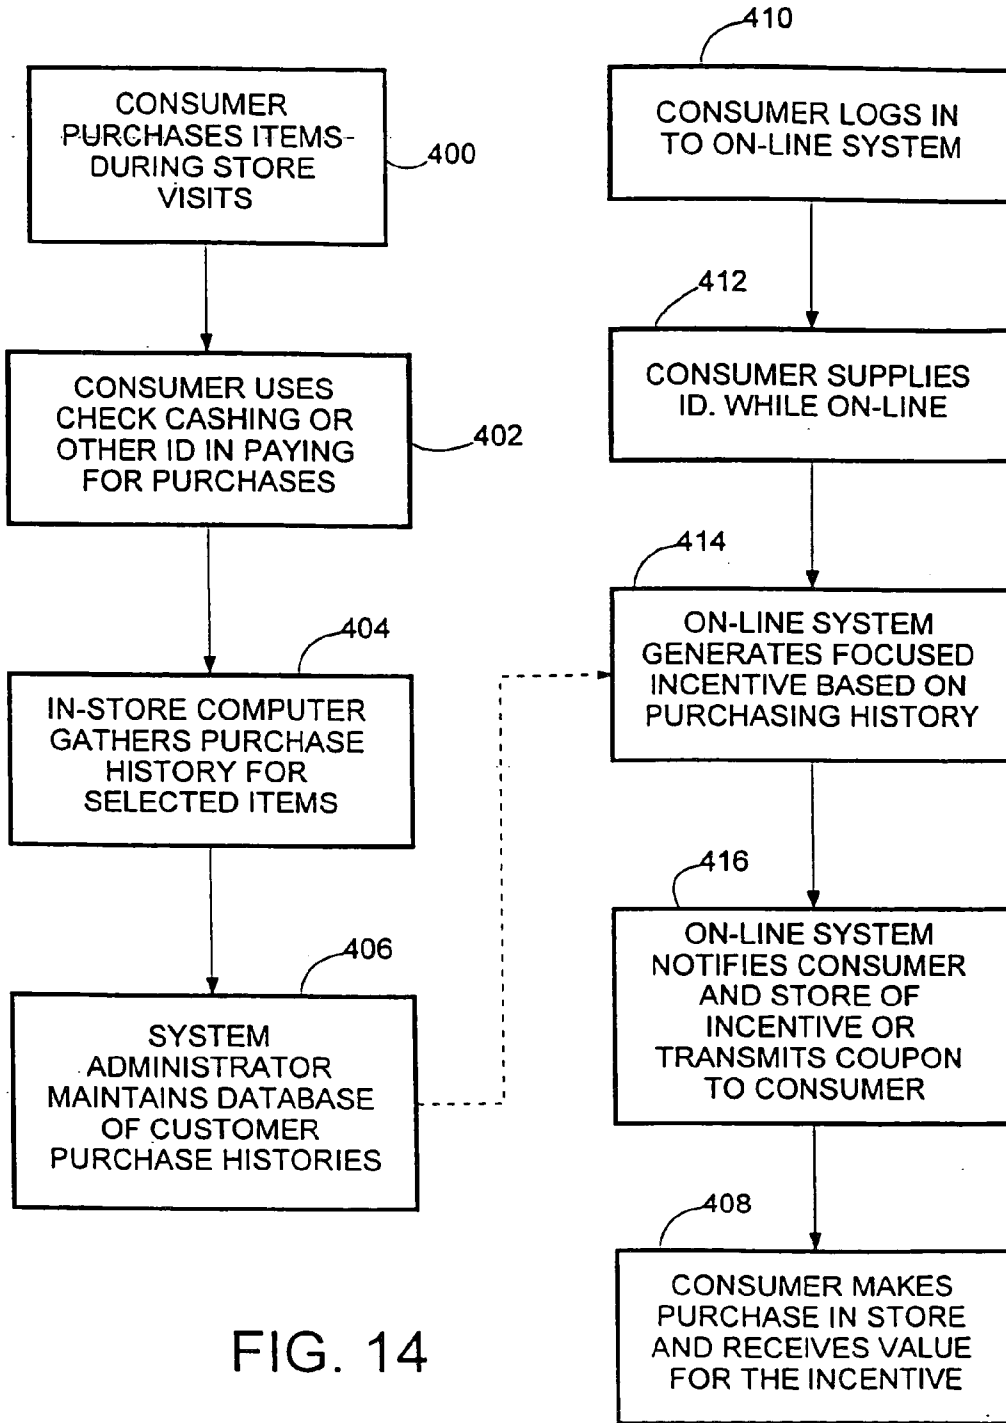 CONSUMER
PURCHASES ITEMS
DURING STORE
VISITS
400
CONSUMER USES
CHECK CASHING OR
OTHER ID IN PAYING
FOR PURCHASES
402
404
IN-STORE COMPUTER
GATHERS PURCHASE
HISTORY FOR
SELECTED ITEMS
406
SYSTEM
ADMINISTRATOR
MAINTAINS DATABASE
OF CUSTOMER
PURCHASE HISTORIES
410
CONSUMER LOGS IN
TO ON-LINE SYSTEM
412
CONSUMER SUPPLIES
ID. WHILE ON-LINE
414
ON-LINE SYSTEM
GENERATES FOCUSED
INCENTIVE BASED ON
PURCHASING HISTORY
416
ON-LINE SYSTEM
NOTIFIES CONSUMER
AND STORE OF
INCENTIVE OR
TRANSMITS COUPON
TO CONSUMER
408
CONSUMER MAKES
PURCHASE IN STORE
AND RECEIVES VALUE
FOR THE INCENTIVE
FIG. 14